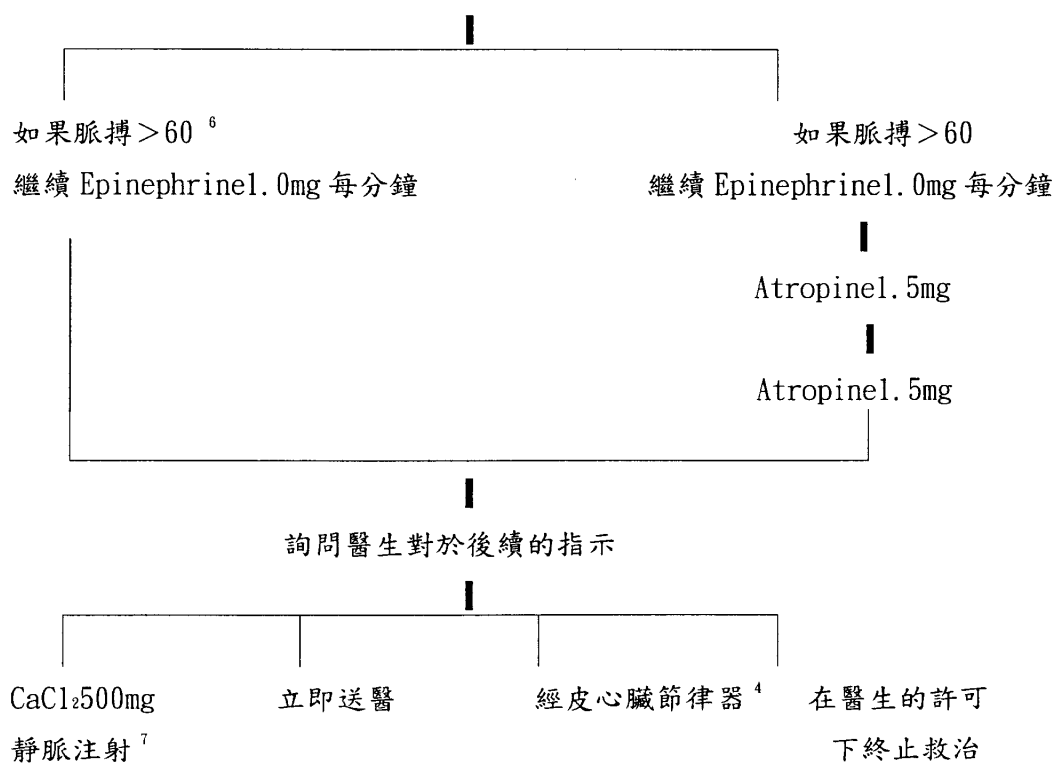 如果脈搏＞60 ⁶
繼續 Epinephrine1.0mg 每分鐘
如果脈搏＞60
繼續 Epinephrine1.0mg 每分鐘
Atropine1.5mg
Atropine1.5mg
詢問醫生對於後續的指示
CaCl₂500mg
靜脈注射 ⁷
立即送醫
經皮心臟節律器 ⁴
在醫生的許可
下終止救治